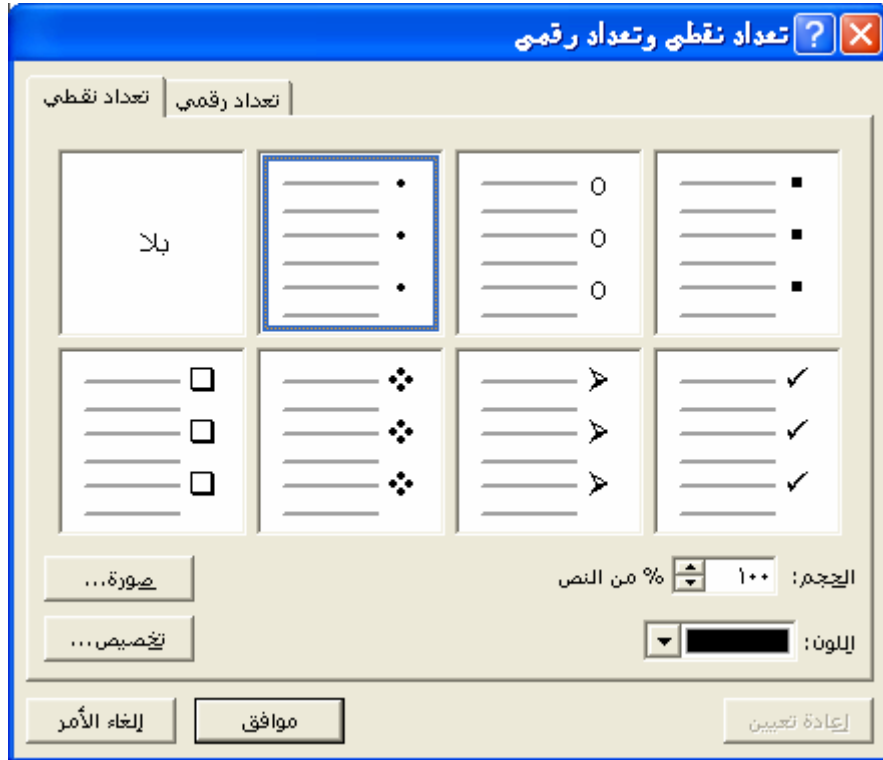 تعداد نقطي وتعداد رقمي
تعداد نقطي
تعداد رقمي
بلا
الحجم: ١٠٠ % من النص
صورة...
اللون:
تخصيص...
إعادة تعيين
موافق
إلغاء الأمر